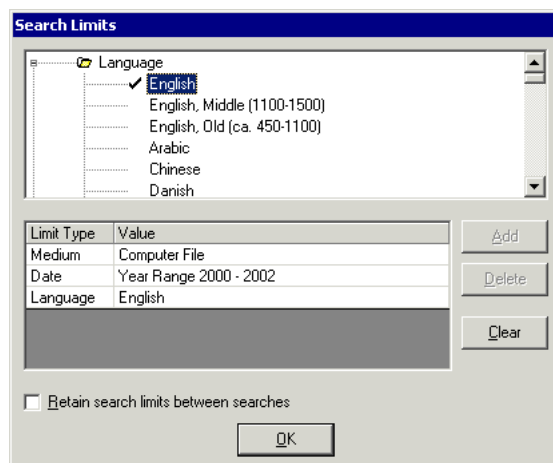 Search Limits
Language
English
English, Middle (1100-1500)
English, Old (ca. 450-1100)
Arabic
Chinese
Danish
Limit Type Value
Medium Computer File
Date Year Range 2000 - 2002
Language English
Add
Delete
Clear
Retain search limits between searches
OK